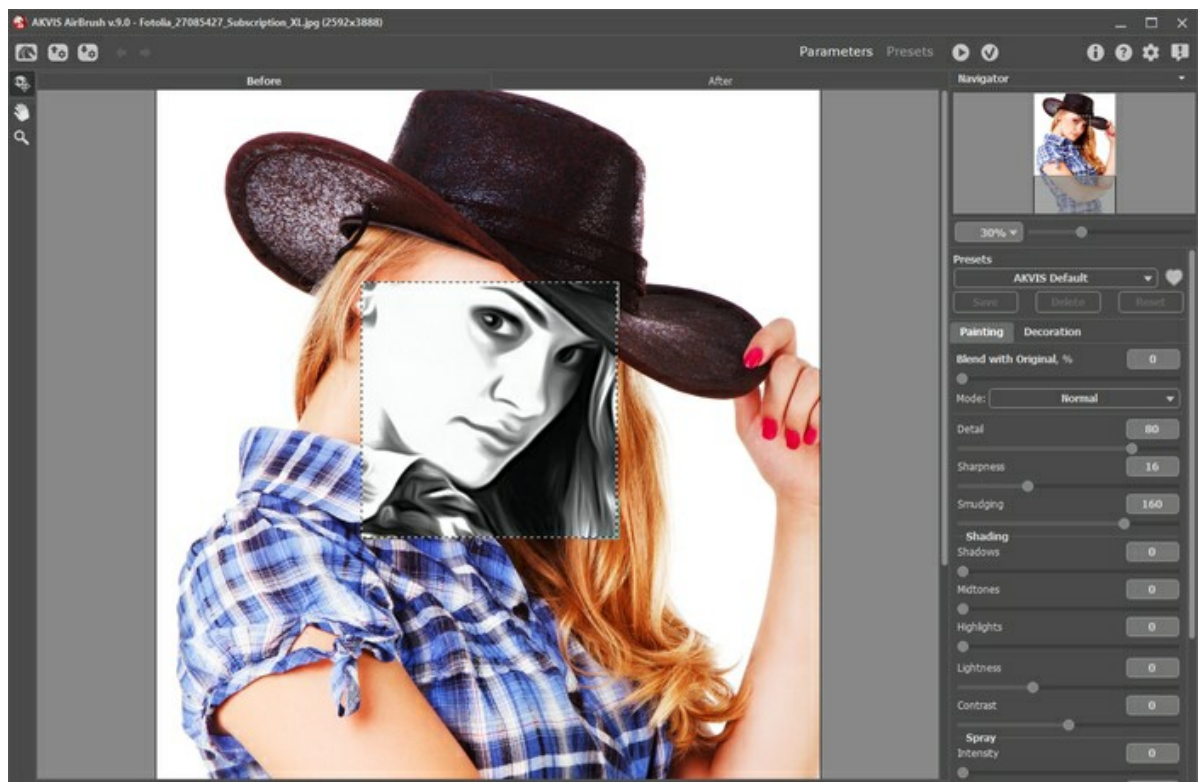 AKVIS AirBrush v.9.0 - Fotolia_27085427_Subscription_XL.jpg (2592x3888)
Parameters Presets
Before After
Navigator
30%
Presets
AKVIS Default
Save Delete Reset
Painting Decoration
Blend with Original, % 0
Mode: Normal
Detail 80
Sharpness 16
Smudging 160
Shading
Shadows 0
Midtones 0
Highlights 0
Lightness 0
Contrast 0
Spray
Intensity 0